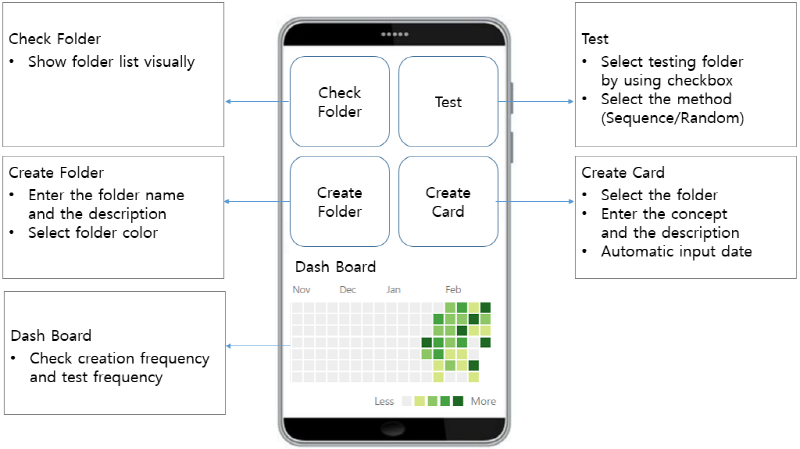 Check Folder
• Show folder list visually
Create Folder
• Enter the folder name
and the description
• Select folder color
Dash Board
• Check creation frequency
and test frequency
Check
Folder
Test
Create
Folder
Create
Card
Dash Board
Nov Dec Jan Feb
Less More
Test
• Select testing folder
by using checkbox
• Select the method
(Sequence/Random)
Create Card
• Select the folder
• Enter the concept
and the description
• Automatic input date